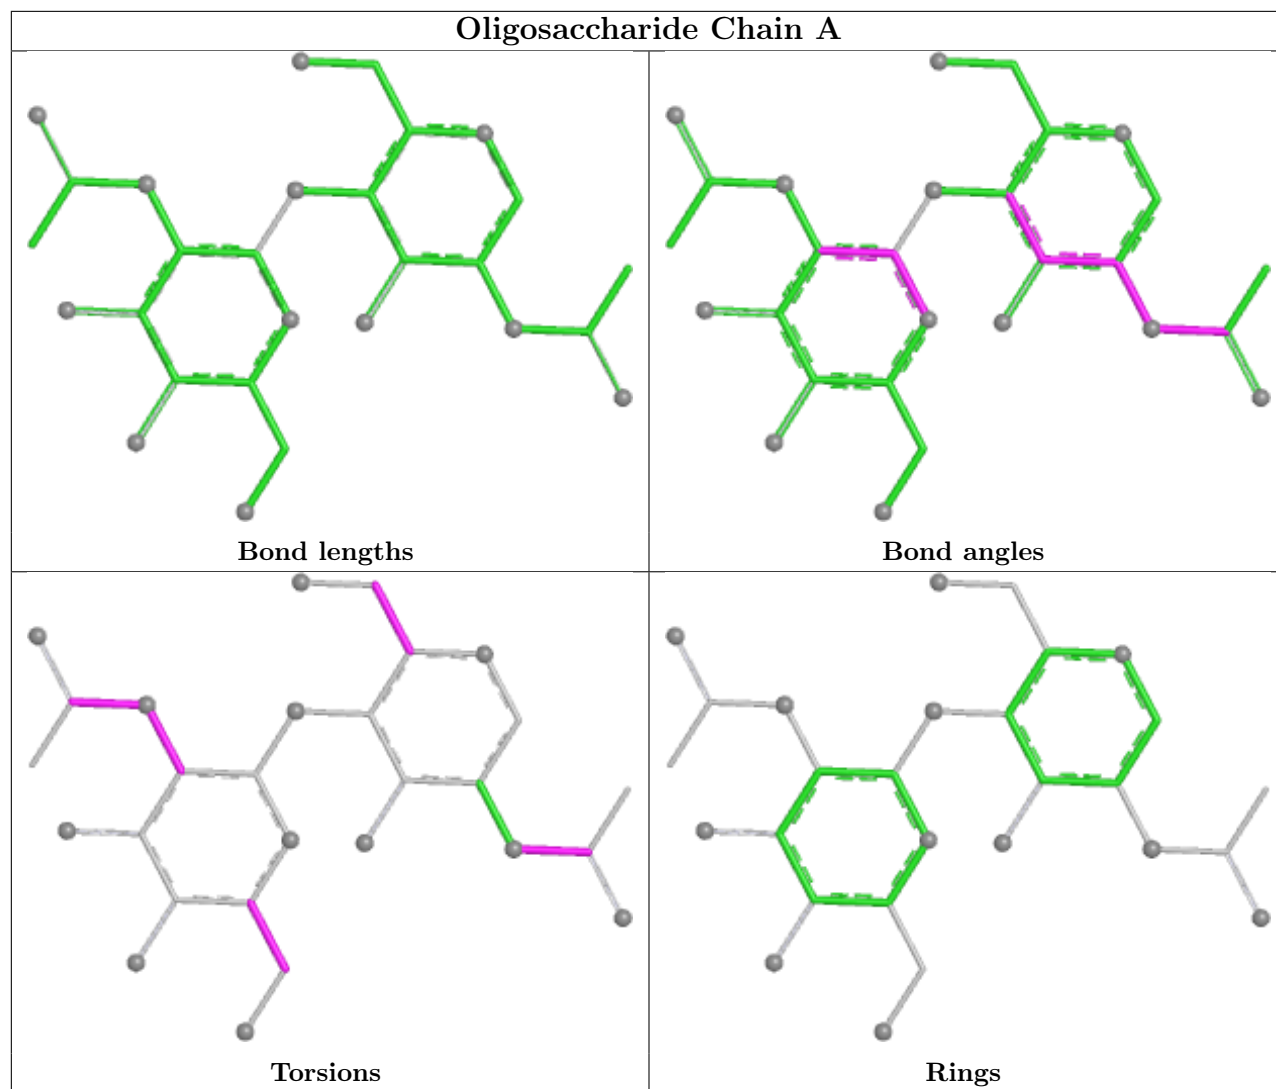 Oligosaccharide Chain A
Bond lengths
Bond angles
Torsions
Rings